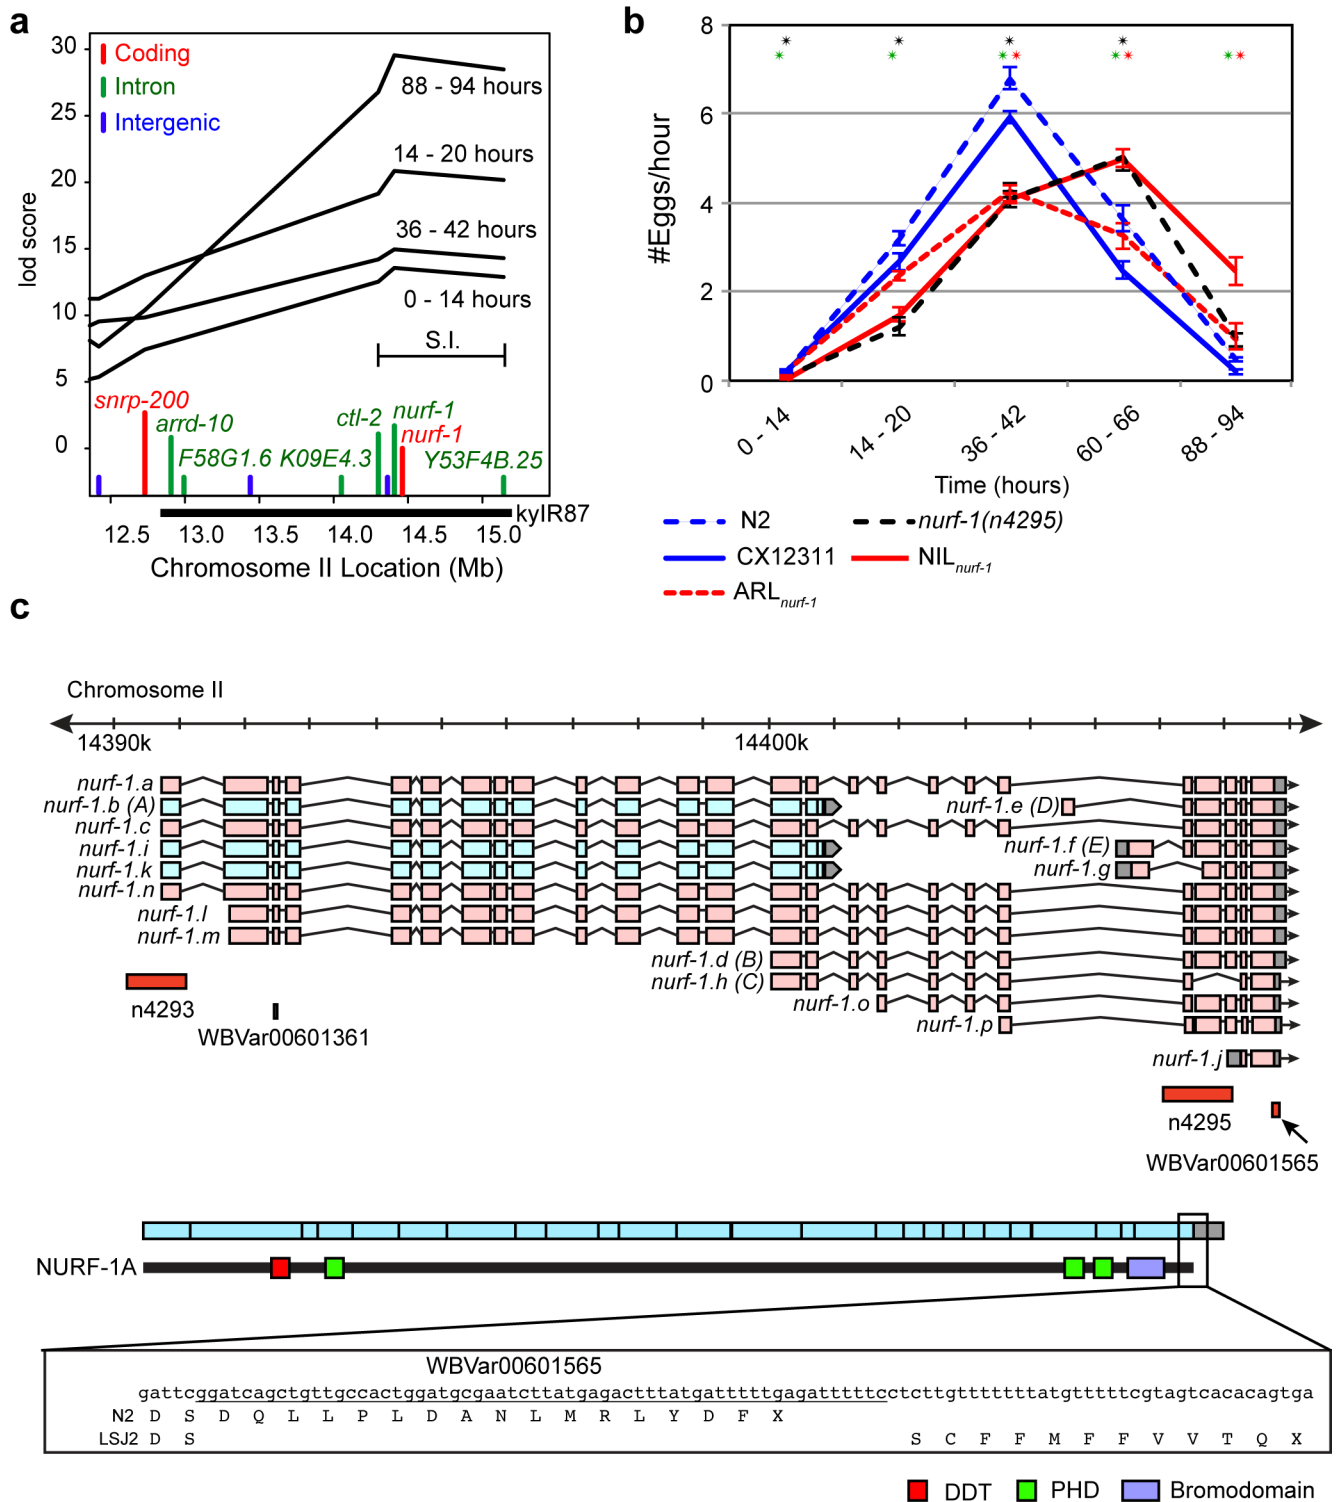 a
30
25
20
15
10
5
0
lod score
Coding
Intron
Intergenic
88 - 94 hours
14 - 20 hours
36 - 42 hours
0 - 14 hours
S.I.
snrp-200
arrd-10
F58G1.6
K09E4.3
ctl-2
nurf-1
nurf-1
Y53F4B.25
kyIR87
12.5 13.0 13.5 14.0 14.5 15.0
Chromosome II Location (Mb)
b
8
6
4
2
0
#Eggs/hour
* * * *
* * * * * * * *
0 - 14
14 - 20
36 - 42
60 - 66
88 - 94
Time (hours)
N2
nurf-1(n4295)
CX12311
NILnurf-1
ARLnurf-1
c
Chromosome II
14390k
14400k
nurf-1.a
nurf-1.b (A)
nurf-1.e (D)
nurf-1.c
nurf-1.i
nurf-1.f (E)
nurf-1.k
nurf-1.g
nurf-1.n
nurf-1.l
nurf-1.m
nurf-1.d (B)
nurf-1.h (C)
nurf-1.o
nurf-1.p
nurf-1.j
n4293
WBVar00601361
n4295
WBVar00601565
NURF-1A
WBVar00601565
gattcggatcagctgttgccactggatgcgaatcttatgagactttatgatttttgagatttttcctcttgtttttttatgtttttcgtagtcacacagtga
N2 D S D Q L L P L D A N L M R L Y D F X
LSJ2 D S S C F F M F F V V T Q X
DDT
PHD
Bromodomain